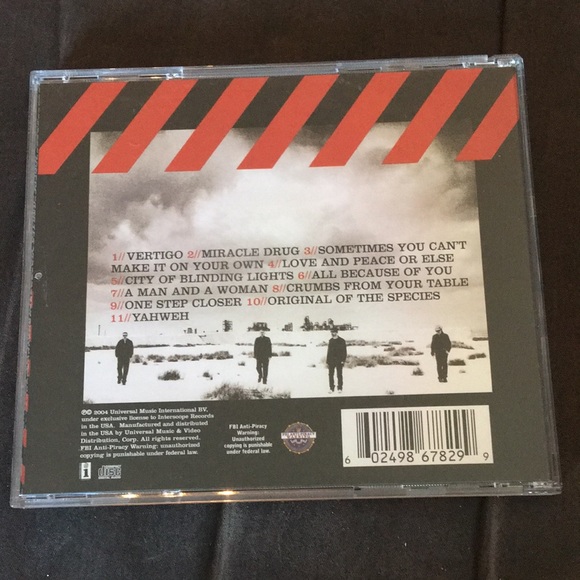 1// VERTIGO 2// MIRACLE DRUG 3// SOMETIMES YOU CAN'T
MAKE IT ON YOUR OWN 4// LOVE AND PEACE OR ELSE
5// CITY OF BLINDING LIGHTS 6// ALL BECAUSE OF YOU
7// A MAN AND A WOMAN 8// CRUMBS FROM YOUR TABLE
9// ONE STEP CLOSER 10// ORIGINAL OF THE SPECIES
11// YAHWEH
℗© 2004 Universal Music International BV,
under exclusive license to Interscope Records
in the USA. Manufactured and distributed
in the USA by Universal Music & Video
Distribution, Corp. All rights reserved.
FBI Anti-Piracy Warning: unauthorized
copying is punishable under federal law.
FBI Anti-Piracy
Warning:
Unauthorized
copying is punishable
under federal law.
6 02498 67829 9
i
disc
DIGITAL AUDIO